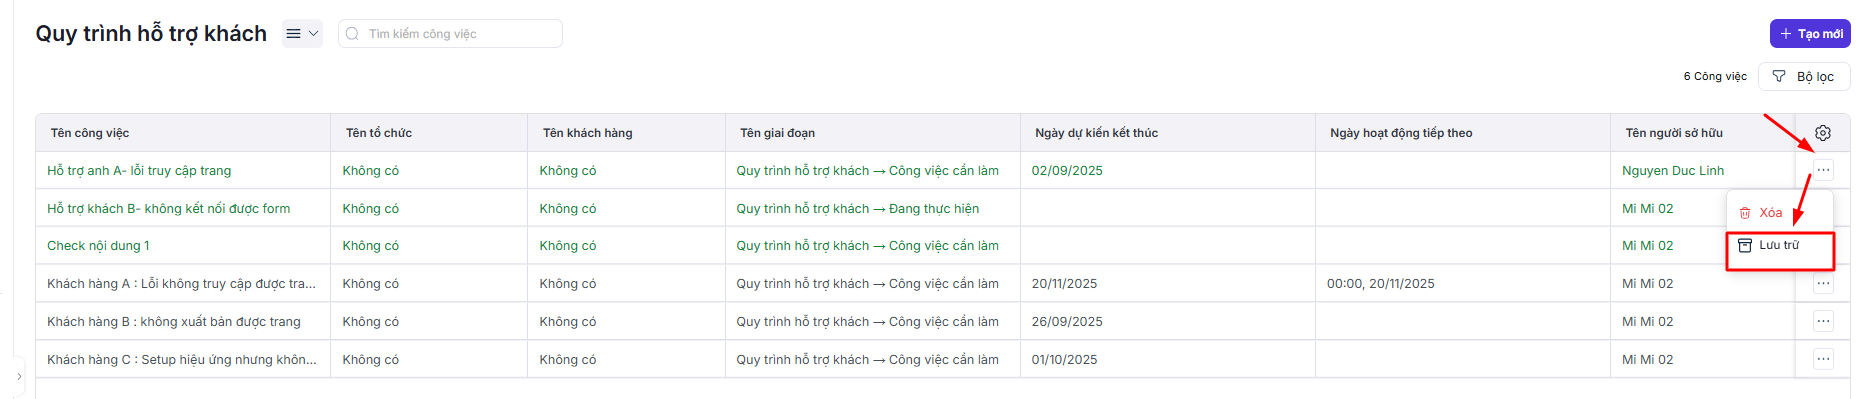 Quy trình hỗ trợ khách
Tìm kiếm công việc
Tạo mới
6 Công việc
Bộ lọc
Tên công việc Tên tổ chức Tên khách hàng Tên giai đoạn Ngày dự kiến kết thúc Ngày hoạt động tiếp theo Tên người sở hữu
Hỗ trợ anh A- lỗi truy cập trang Không có Không có Quy trình hỗ trợ khách → Công việc cần làm 02/09/2025 Nguyen Duc Linh
Hỗ trợ khách B- không kết nối được form Không có Không có Quy trình hỗ trợ khách → Đang thực hiện Mi Mi 02
Xóa
Check nội dung 1 Không có Không có Quy trình hỗ trợ khách → Công việc cần làm Mi Mi 02
Lưu trữ
Khách hàng A : Lỗi không truy cập được tra... Không có Không có Quy trình hỗ trợ khách → Công việc cần làm 20/11/2025 00:00, 20/11/2025 Mi Mi 02
Khách hàng B : không xuất bản được trang Không có Không có Quy trình hỗ trợ khách → Công việc cần làm 26/09/2025 Mi Mi 02
Khách hàng C : Setup hiệu ứng nhưng khôn... Không có Không có Quy trình hỗ trợ khách → Công việc cần làm 01/10/2025 Mi Mi 02